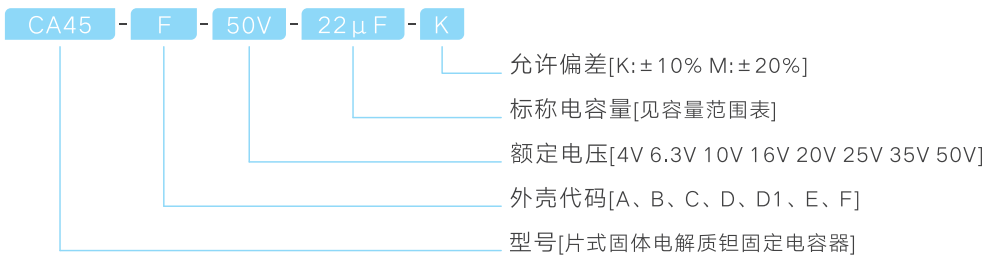 CA45 - F - 50V - 22μF - K
允许偏差[K:±10% M:±20%]
标称电容量[见容量范围表]
额定电压[4V 6.3V 10V 16V 20V 25V 35V 50V]
外壳代码[A、B、C、D、D1、E、F]
型号[片式固体电解质钽固定电容器]